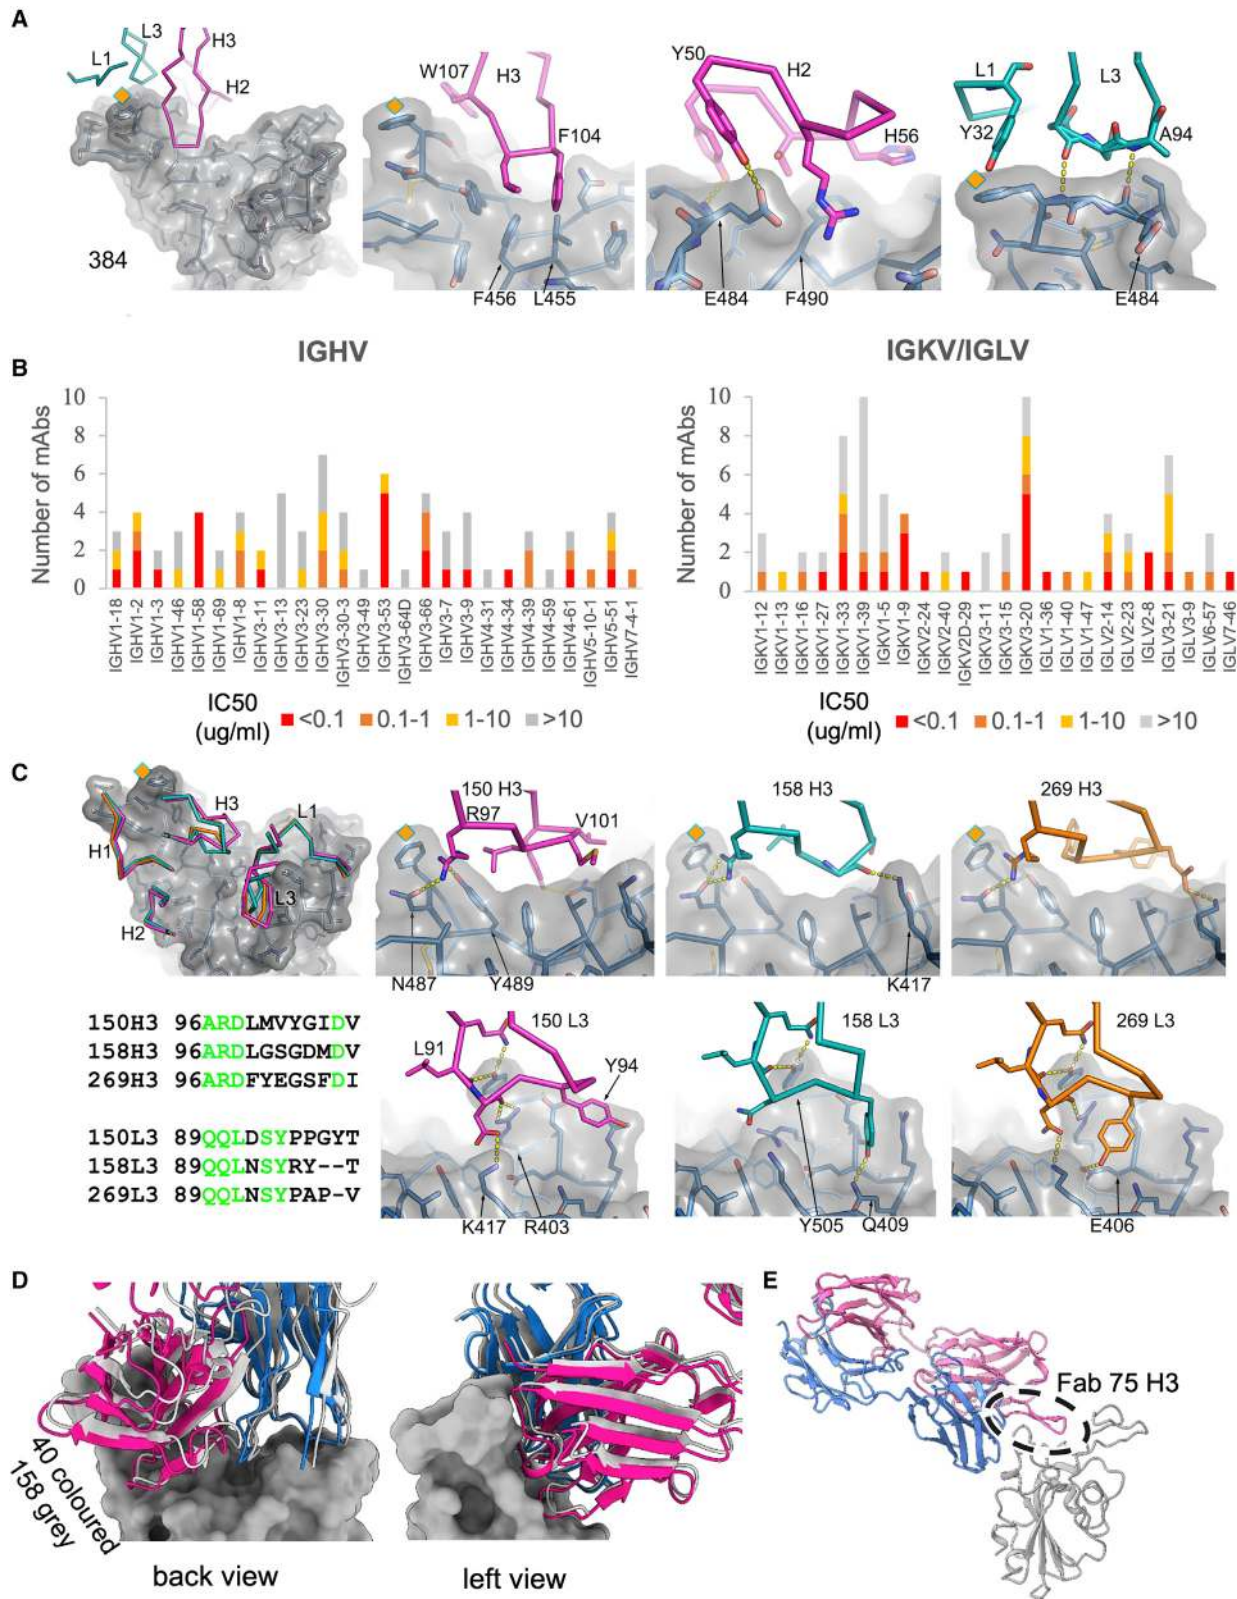 A
L1
L3
H3
H2
384
W107
H3
F104
F456
L455
Y50
H2
H56
E484
F490
L1
L3
Y32
A94
E484
B
IGHV
Number of mAbs
10
8
6
4
2
0
IGHV1-18
IGHV1-2
IGHV1-3
IGHV1-46
IGHV1-58
IGHV1-69
IGHV1-8
IGHV3-11
IGHV3-13
IGHV3-23
IGHV3-30
IGHV3-30-3
IGHV3-49
IGHV3-53
IGHV3-64D
IGHV3-66
IGHV3-7
IGHV3-9
IGHV4-31
IGHV4-34
IGHV4-39
IGHV4-59
IGHV4-61
IGHV5-10-1
IGHV5-51
IGHV7-4-1
IC50
(ug/ml)
<0.1
0.1-1
1-10
>10
IGKV/IGLV
Number of mAbs
10
8
6
4
2
0
IGKV1-12
IGKV1-13
IGKV1-16
IGKV1-27
IGKV1-33
IGKV1-39
IGKV1-5
IGKV1-9
IGKV2-24
IGKV2-40
IGKV2D-29
IGKV3-11
IGKV3-15
IGKV3-20
IGLV1-36
IGLV1-40
IGLV1-47
IGLV2-14
IGLV2-23
IGLV2-8
IGLV3-21
IGLV3-9
IGLV6-57
IGLV7-46
IC50
(ug/ml)
<0.1
0.1-1
1-10
>10
C
H3
L1
H1
L3
H2
150 H3
R97
V101
N487
Y489
158 H3
K417
269 H3
150H3 96ARDLMVYGIDV
158H3 96ARDLGSGDMDV
269H3 96ARDFYEGSFDI
150L3 89QQLDSYPPGYT
158L3 89QQLNSYRY--T
269L3 89QQLNSYPAP-V
150 L3
L91
Y94
K417
R403
158 L3
Y505
Q409
269 L3
E406
D
40 coloured
158 grey
back view
left view
E
Fab 75 H3